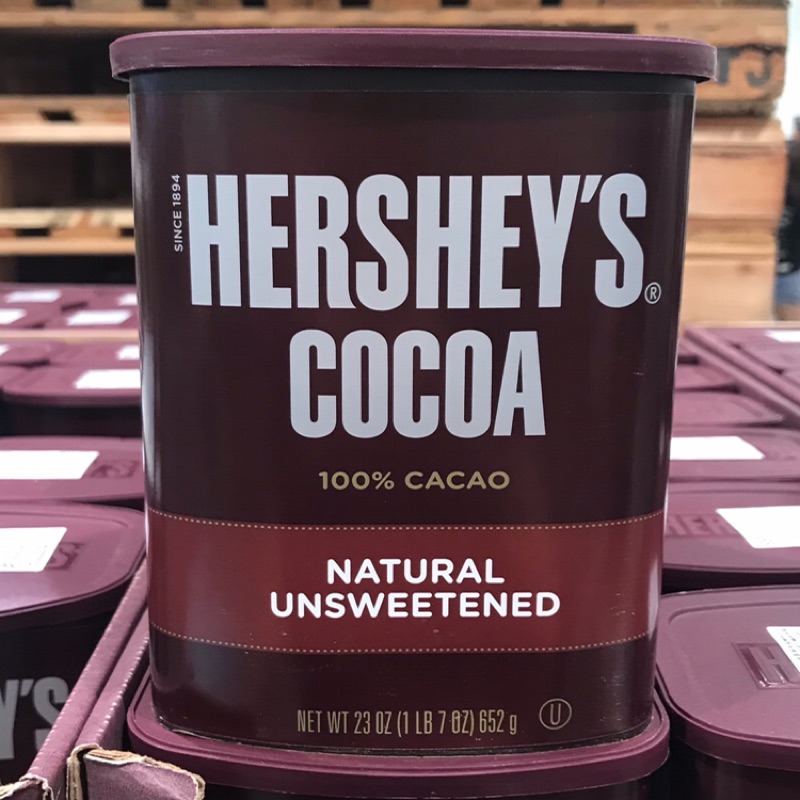 SINCE 1894
HERSHEY'S®
COCOA
100% CACAO
NATURAL
UNSWEETENED
NET WT 23 OZ (1 LB 7 OZ) 652 g U
Y'S